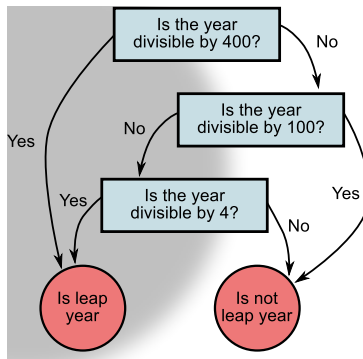 Is the year
divisible by 400?
No
Yes
Is the year
divisible by 100?
No
Yes
Is the year
divisible by 4?
Yes
No
Is leap
year
Is not
leap year